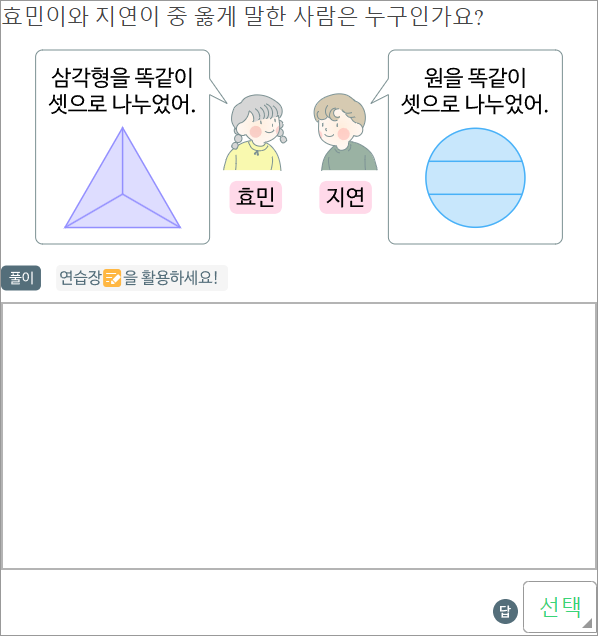 효민이와 지연이 중 옳게 말한 사람은 누구인가요?
삼각형을 똑같이
셋으로 나누었어.
원을 똑같이
셋으로 나누었어.
효민
지연
풀이
연습장 을 활용하세요!
답
선택